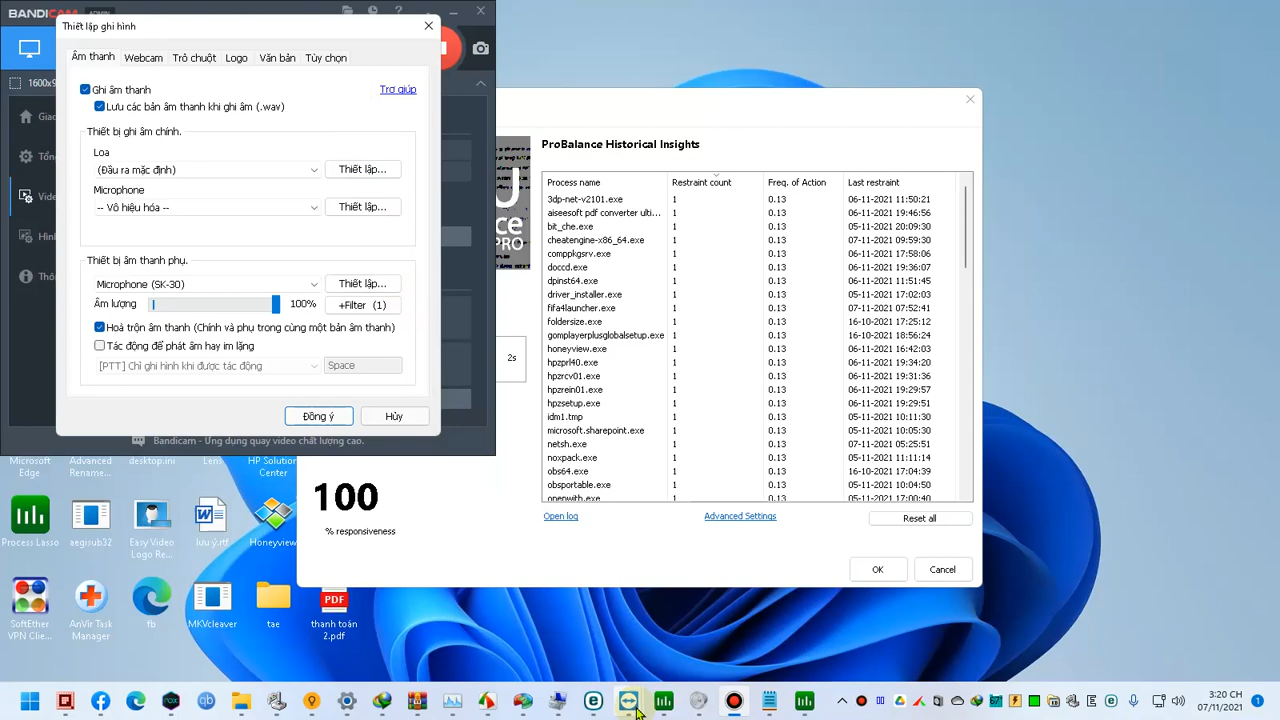 BANDICAM ADMIN
Thiết lập ghi hình
Âm thanh Webcam Trỏ chuột Logo Văn bản Tùy chọn
1600x9
Ghi âm thanh Trợ giúp
Lưu các bản âm thanh khi ghi âm (.wav)
Thiết bị ghi âm chính.
Loa
(Đầu ra mặc định) Thiết lập...
Microphone
-- Vô hiệu hóa -- Thiết lập...
Thiết bị âm thanh phụ.
Microphone (SK-30) Thiết lập...
Âm lượng 100% +Filter (1)
Hoà trộn âm thanh (Chính và phụ trong cùng một bản âm thanh)
Tác động để phát âm hay im lặng
[PTT] Chỉ ghi hình khi được tác động Space
Đồng ý Hủy
Giao
Tổn
Vide
Hìn
Thô
Bandicam - Ứng dụng quay video chất lượng cao.
U
ce
PRO
2s
ProBalance Historical Insights
Process name Restraint count Freq. of Action Last restraint
3dp-net-v2101.exe 1 0.13 06-11-2021 11:50:21
aiseesoft pdf converter ulti... 1 0.13 06-11-2021 19:46:56
bit_che.exe 1 0.13 05-11-2021 20:09:30
cheatengine-x86_64.exe 1 0.13 07-11-2021 09:59:30
comppkgsrv.exe 1 0.13 06-11-2021 17:58:06
doccd.exe 1 0.13 06-11-2021 19:36:07
dpinst64.exe 1 0.13 06-11-2021 11:51:45
driver_installer.exe 1 0.13 05-11-2021 17:02:03
fifa4launcher.exe 1 0.13 07-11-2021 07:52:41
foldersize.exe 1 0.13 16-10-2021 17:25:12
gomplayerplusglobalsetup.exe 1 0.13 16-10-2021 18:56:24
honeyview.exe 1 0.13 06-11-2021 11:36:03
hpzprl40.exe 1 0.13 06-11-2021 19:34:20
hpzrcv01.exe 1 0.13 06-11-2021 19:31:36
hpzrein01.exe 1 0.13 06-11-2021 19:29:57
hpzsetup.exe 1 0.13 06-11-2021 19:29:51
idm1.tmp 1 0.13 05-11-2021 10:11:30
microsoft.sharepoint.exe 1 0.13 05-11-2021 10:05:30
netsh.exe 1 0.13 07-11-2021 05:25:51
noxpack.exe 1 0.13 05-11-2021 11:11:14
obs64.exe 1 0.13 16-10-2021 17:04:39
obsportable.exe 1 0.13 05-11-2021 10:04:50
openwith.exe 1 0.13 05-11-2021 17:00:40
Open log Advanced Settings Reset all
OK Cancel
100
% responsiveness
Microsoft Edge
Advanced Rename...
desktop.ini
Lens
HP Solution Center
Process Lasso
aegisub32
Easy Video Logo Re...
lưu ý.rtf
Honeyview
SoftEther VPN Clie...
AnVir Task Manager
fb
MKVcleaver
tae
PDF
thanh toán 2.pdf
3:20 CH
07/11/2021